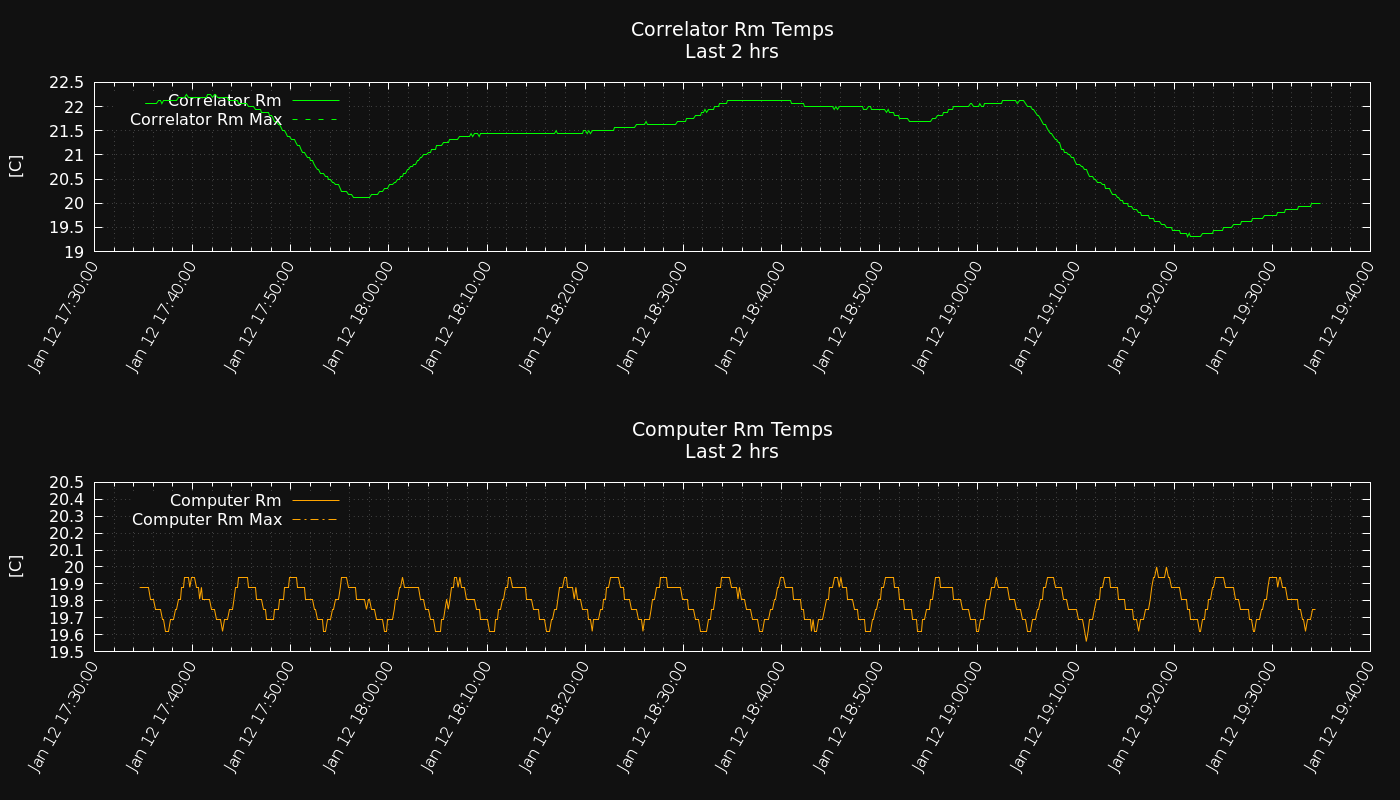 Correlator Rm Temps
Last 2 hrs
[C]
22.5
22
21.5
21
20.5
20
19.5
19
Correlator Rm
Correlator Rm Max
Jan 12 17:30:00
Jan 12 17:40:00
Jan 12 17:50:00
Jan 12 18:00:00
Jan 12 18:10:00
Jan 12 18:20:00
Jan 12 18:30:00
Jan 12 18:40:00
Jan 12 18:50:00
Jan 12 19:00:00
Jan 12 19:10:00
Jan 12 19:20:00
Jan 12 19:30:00
Jan 12 19:40:00
Computer Rm Temps
Last 2 hrs
[C]
20.5
20.4
20.3
20.2
20.1
20
19.9
19.8
19.7
19.6
19.5
Computer Rm
Computer Rm Max
Jan 12 17:30:00
Jan 12 17:40:00
Jan 12 17:50:00
Jan 12 18:00:00
Jan 12 18:10:00
Jan 12 18:20:00
Jan 12 18:30:00
Jan 12 18:40:00
Jan 12 18:50:00
Jan 12 19:00:00
Jan 12 19:10:00
Jan 12 19:20:00
Jan 12 19:30:00
Jan 12 19:40:00